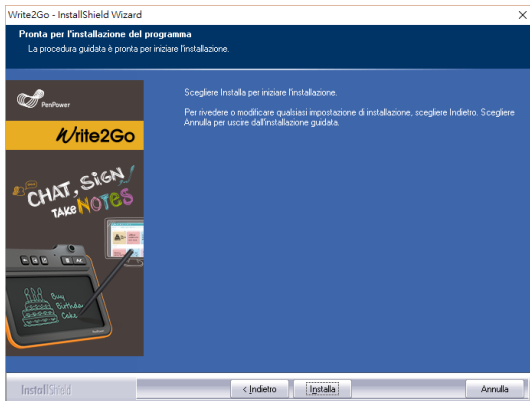 Write2Go - InstallShield Wizard
Pronta per l'installazione del programma
La procedura guidata è pronta per iniziare l'installazione.
Scegliere Installa per iniziare l'installazione.
Per rivedere o modificare qualsiasi impostazione di installazione, scegliere Indietro. Scegliere
Annulla per uscire dall'installazione guidata.
PenPower
Write2Go
CHAT, SIGN
TAKE NOTES
Buy
Birthday
Cake
InstallShield
< Indietro
Installa
Annulla